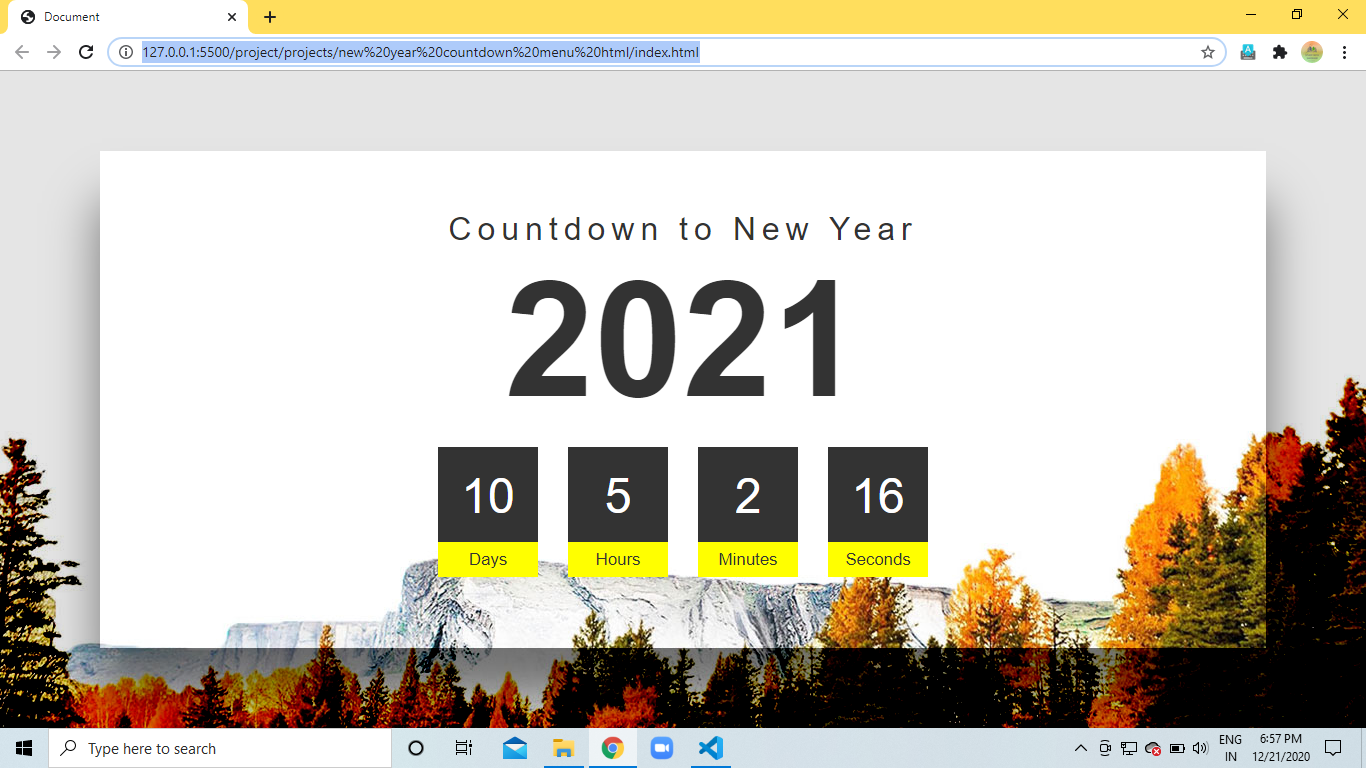 Document
127.0.0.1:5500/project/projects/new%20year%20countdown%20menu%20html/index.html
Countdown to New Year
2021
10 5 2 16
Days Hours Minutes Seconds
Type here to search
ENG 6:57 PM
IN 12/21/2020